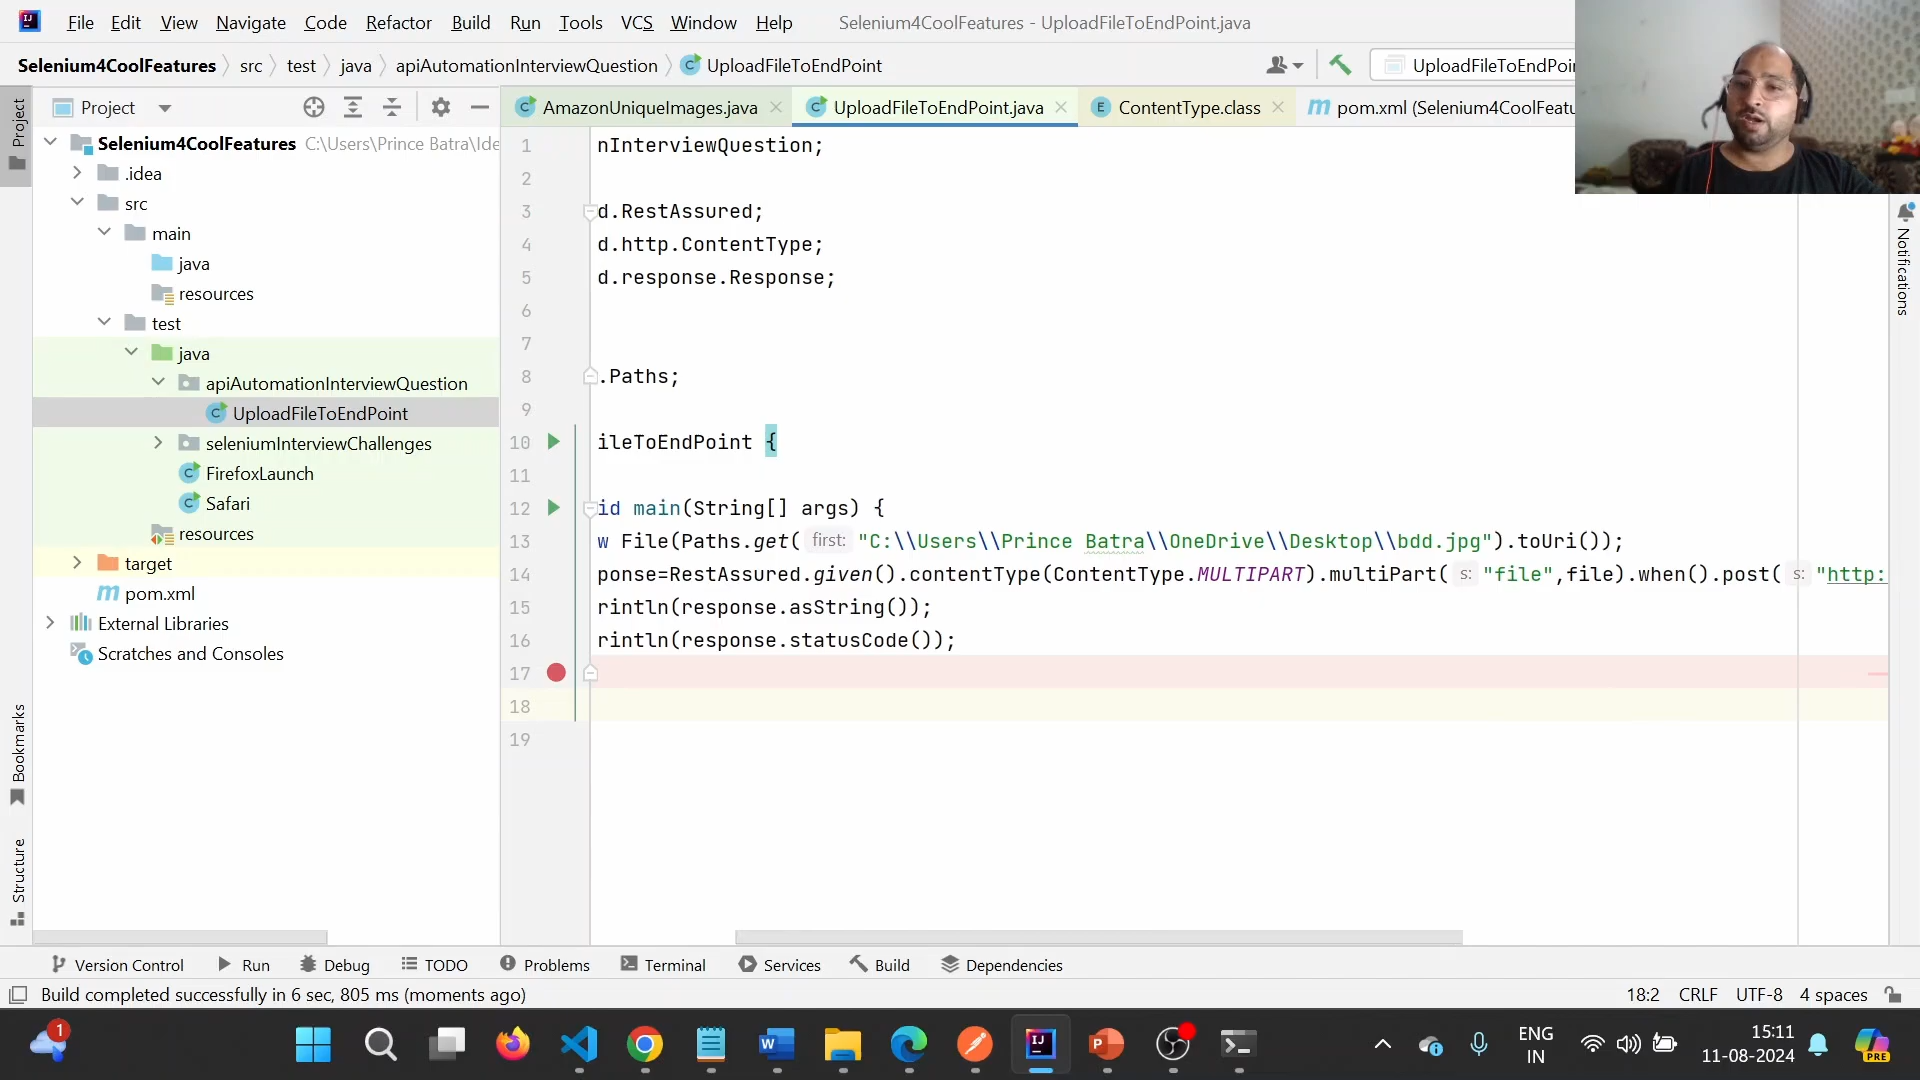 File Edit View Navigate Code Refactor Build Run Tools VCS Window Help Selenium4CoolFeatures - UploadFileToEndPoint.java
Selenium4CoolFeatures src test java apiAutomationInterviewQuestion UploadFileToEndPoint UploadFileToEndPoin
Project AmazonUniqueImages.java UploadFileToEndPoint.java ContentType.class pom.xml (Selenium4CoolFeatu
Project
Selenium4CoolFeatures C:\Users\Prince Batra\Ide
.idea
src
main
java
resources
test
java
apiAutomationInterviewQuestion
UploadFileToEndPoint
seleniumInterviewChallenges
FirefoxLaunch
Safari
resources
target
pom.xml
External Libraries
Scratches and Consoles
1 nInterviewQuestion;
2
3 d.RestAssured;
4 d.http.ContentType;
5 d.response.Response;
6
7
8 .Paths;
9
10 ileToEndPoint {
11
12 id main(String[] args) {
13 w File(Paths.get( first: "C:\\Users\\Prince Batra\\OneDrive\\Desktop\\bdd.jpg").toUri());
14 ponse=RestAssured.given().contentType(ContentType.MULTIPART).multiPart( s: "file",file).when().post( s: "http:
15 rintln(response.asString());
16 rintln(response.statusCode());
17
18
19
Notifications
Bookmarks
Structure
Version Control Run Debug TODO Problems Terminal Services Build Dependencies
Build completed successfully in 6 sec, 805 ms (moments ago) 18:2 CRLF UTF-8 4 spaces
1 ENG 15:11
IN 11-08-2024
PRE